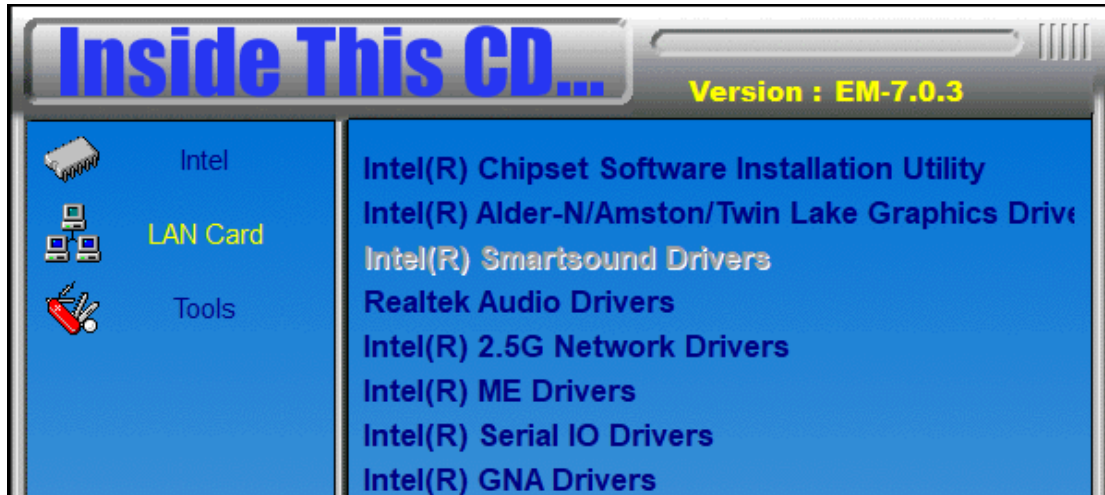 Inside This CD...
Version : EM-7.0.3
Intel
LAN Card
Tools
Intel(R) Chipset Software Installation Utility
Intel(R) Alder-N/Amston/Twin Lake Graphics Drive
Intel(R) Smartsound Drivers
Realtek Audio Drivers
Intel(R) 2.5G Network Drivers
Intel(R) ME Drivers
Intel(R) Serial IO Drivers
Intel(R) GNA Drivers